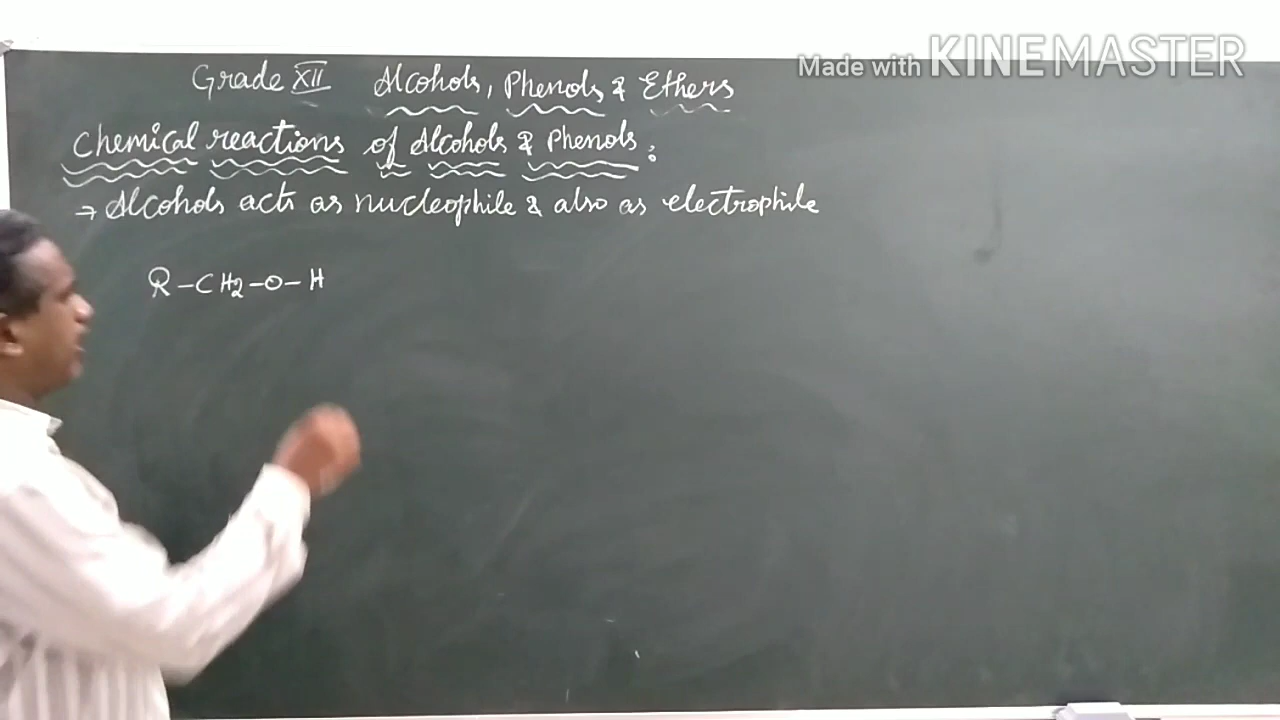 Made with KINEMASTER
Grade XII Alcohols, Phenols & Ethers
Chemical reactions of Alcohols & Phenols:
→ Alcohols acts as nucleophile & also as electrophile
R-CH2-O-H